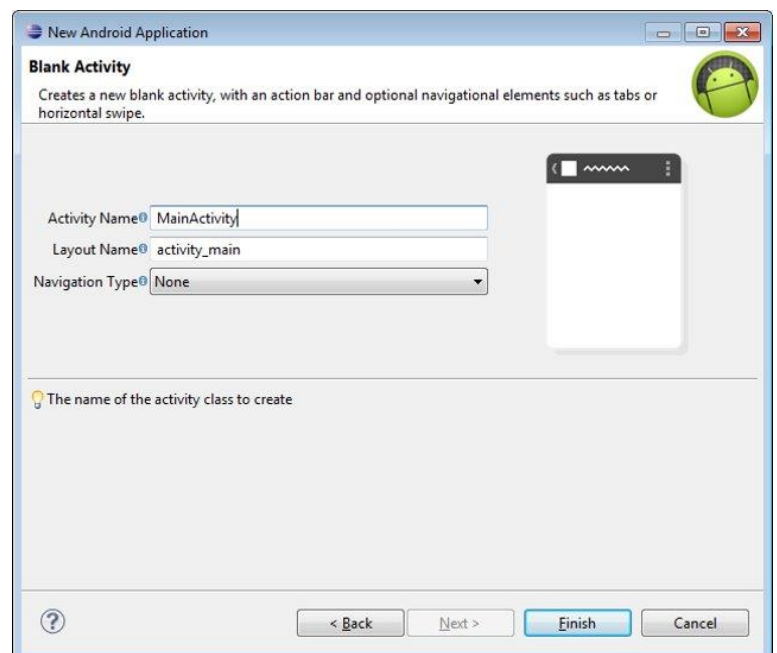 New Android Application
Blank Activity
Creates a new blank activity, with an action bar and optional navigational elements such as tabs or
horizontal swipe.
Activity Name MainActivity
Layout Name activity_main
Navigation Type None
The name of the activity class to create
< Back Next > Finish Cancel